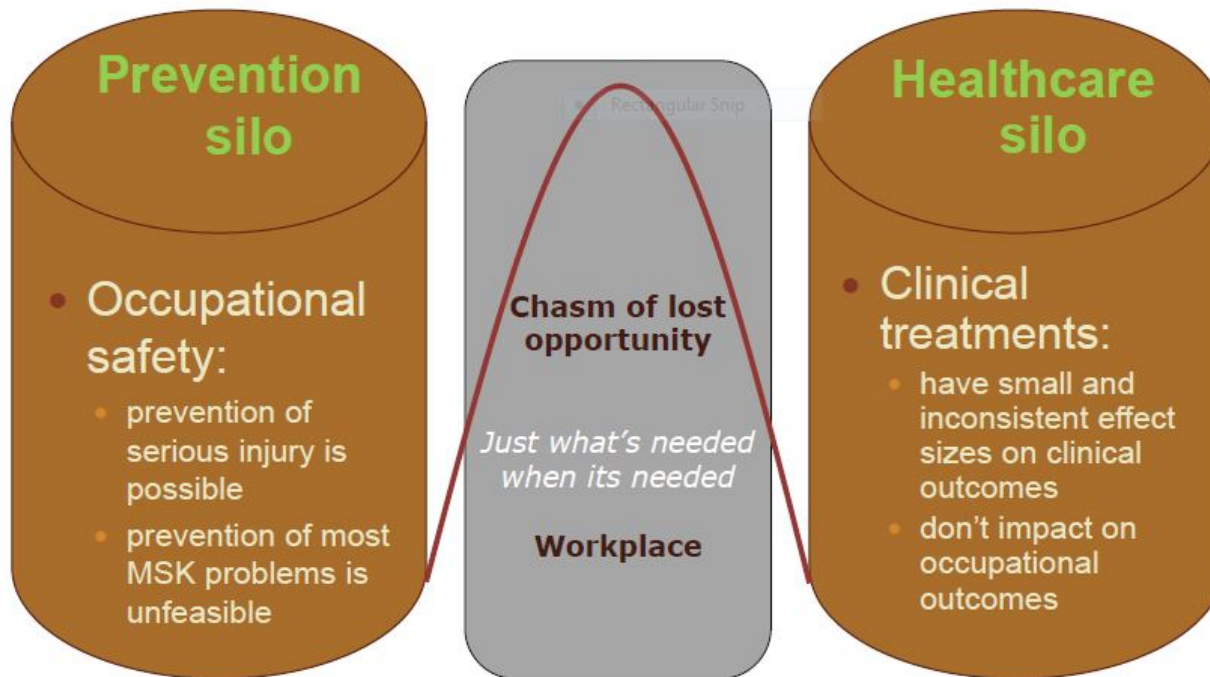 Prevention
silo
• Occupational
safety:
• prevention of
serious injury is
possible
• prevention of most
MSK problems is
unfeasible
Rectangular Snip
Chasm of lost
opportunity
Just what's needed
when its needed
Workplace
Healthcare
silo
• Clinical
treatments:
• have small and
inconsistent effect
sizes on clinical
outcomes
• don't impact on
occupational
outcomes